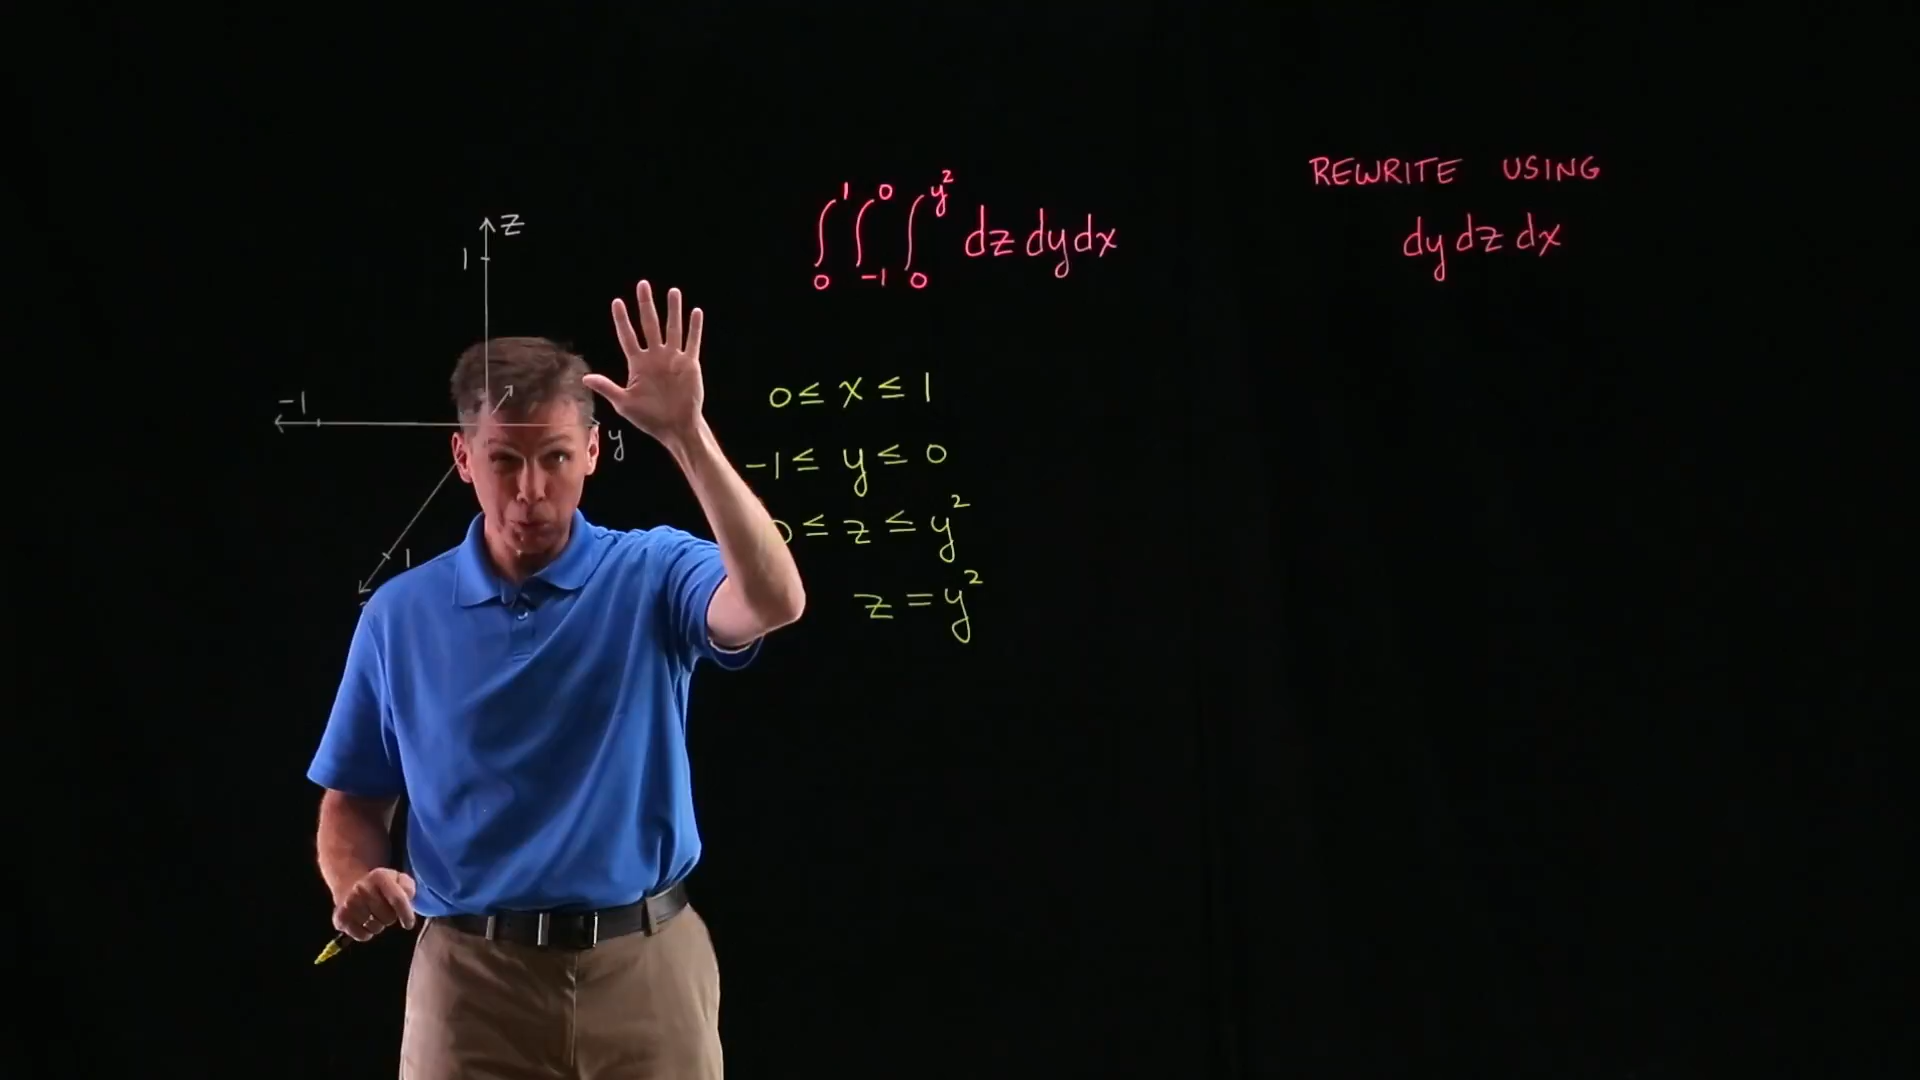 ∫₀¹ ∫₋₁⁰ ∫₀^y² dz dy dx
REWRITE USING
dy dz dx
z
1
-1
y
1
0 ≤ x ≤ 1
-1 ≤ y ≤ 0
0 ≤ z ≤ y²
z = y²